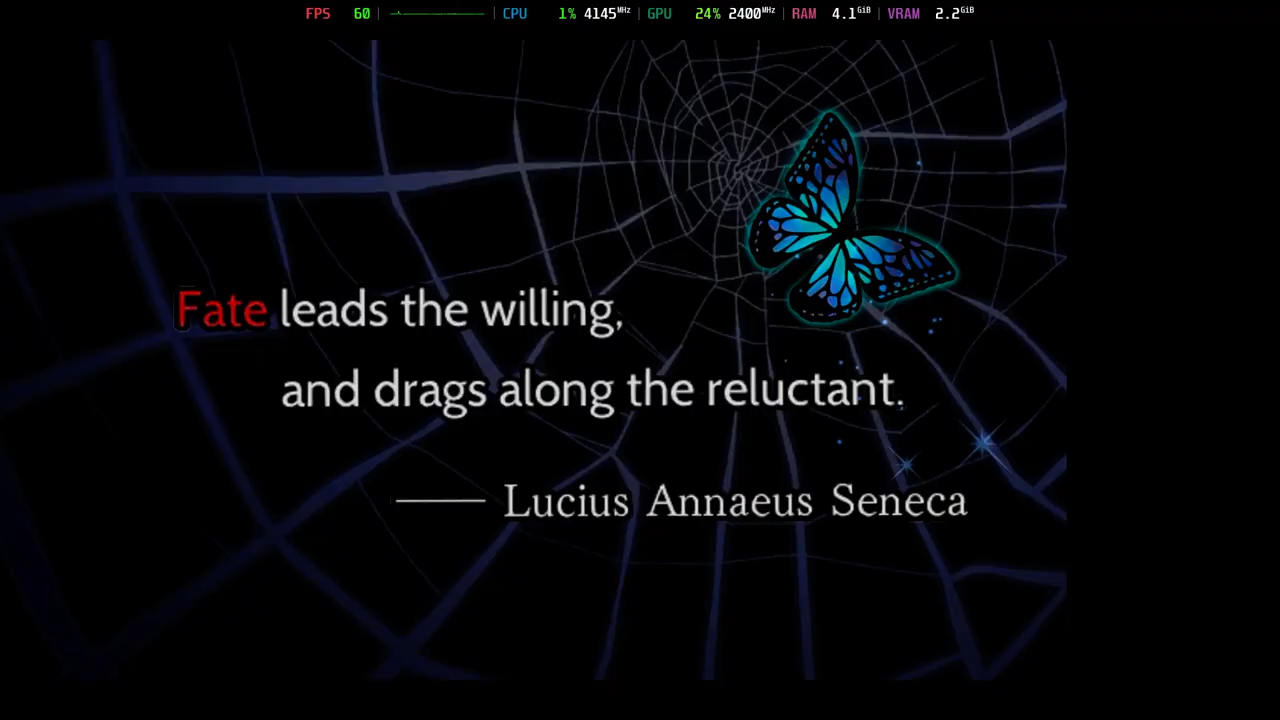 FPS 60 | CPU 1% 4145MHz | GPU 24% 2400MHz | RAM 4.1GiB | VRAM 2.2GiB
Fate leads the willing,
and drags along the reluctant.
—— Lucius Annaeus Seneca